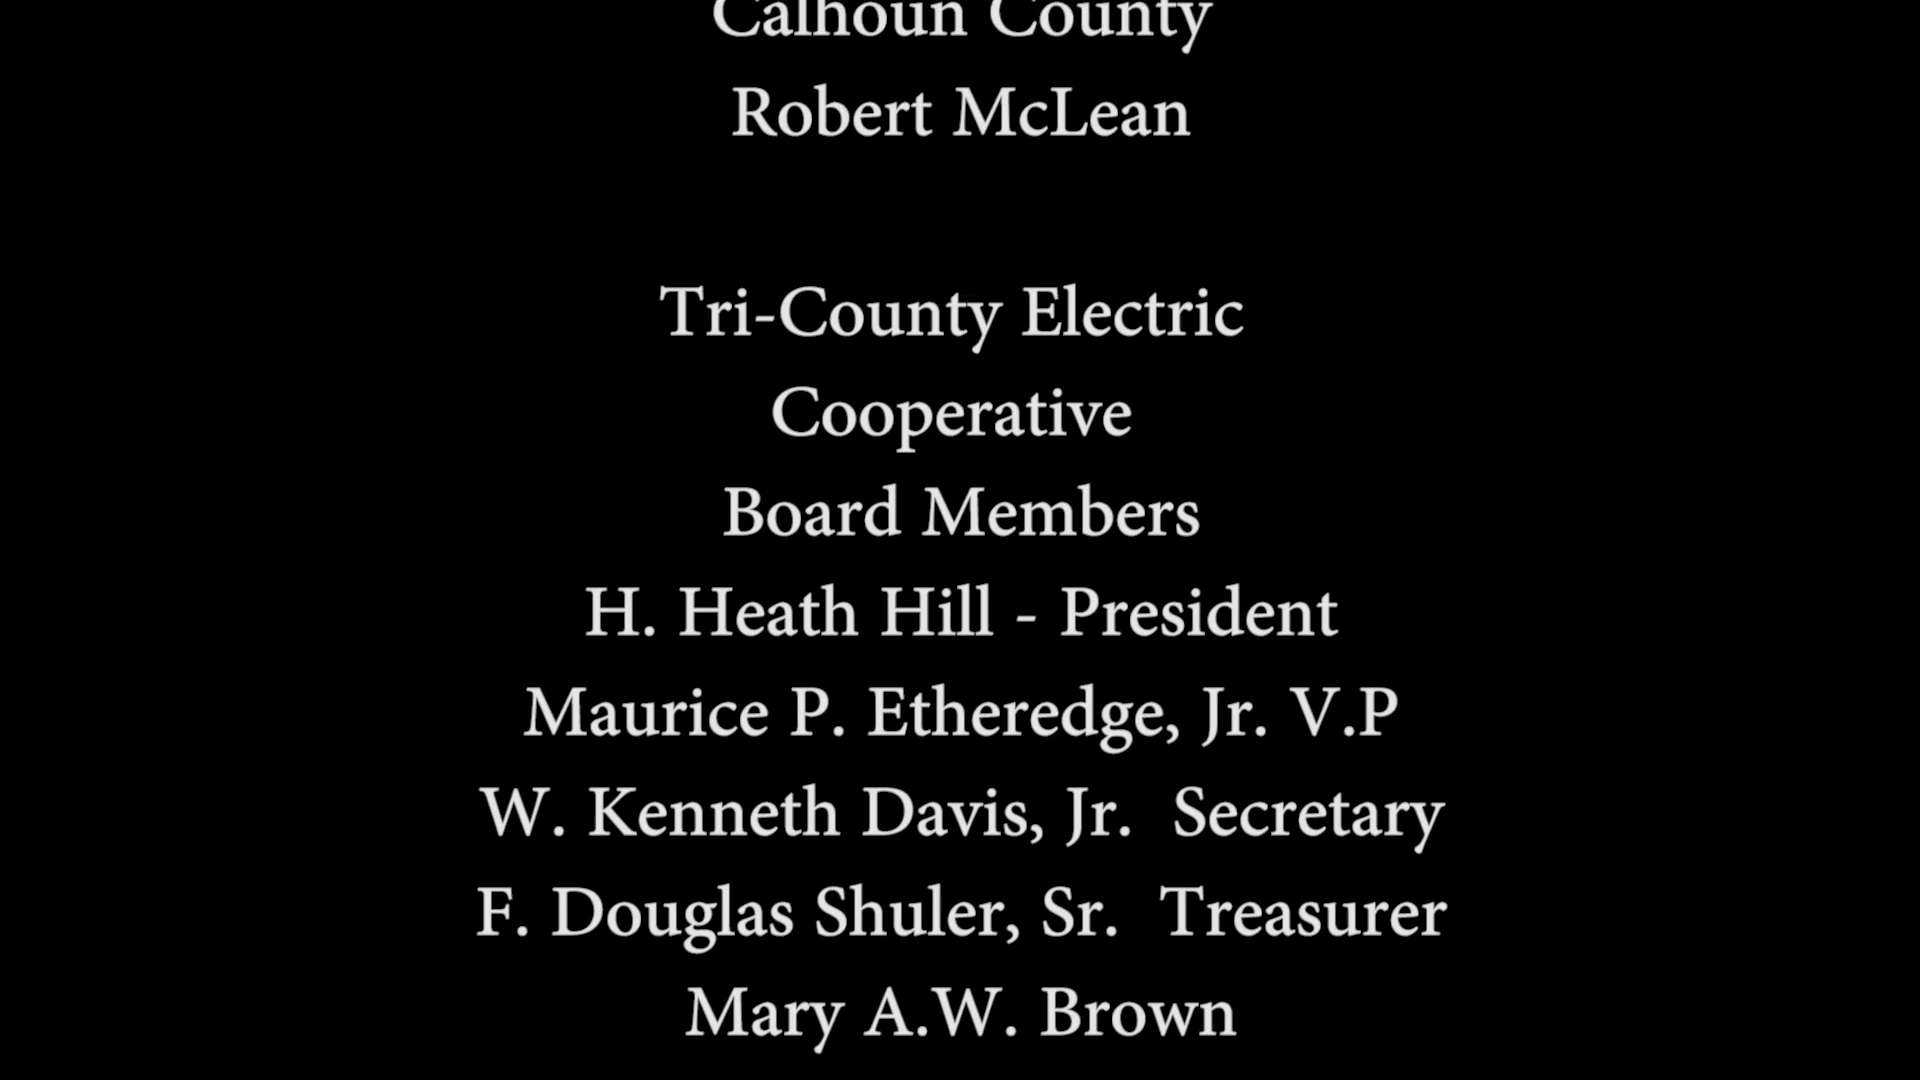 Calhoun County
Robert McLean
Tri-County Electric
Cooperative
Board Members
H. Heath Hill - President
Maurice P. Etheredge, Jr. V.P
W. Kenneth Davis, Jr.  Secretary
F. Douglas Shuler, Sr.  Treasurer
Mary A.W. Brown